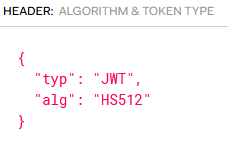 HEADER: ALGORITHM & TOKEN TYPE
{
"typ": "JWT",
"alg": "HS512"
}